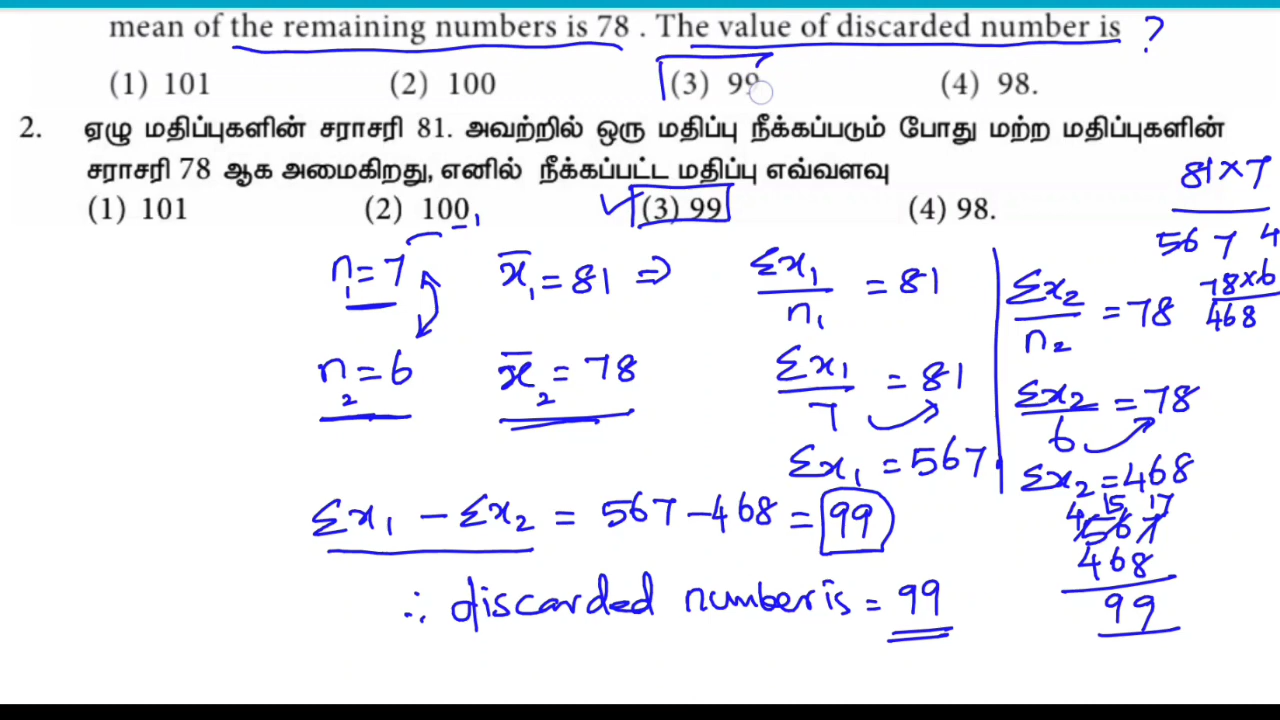 mean of the remaining numbers is 78 . The value of discarded number is ?
(1) 101 (2) 100 (3) 99 (4) 98.
2. ஏழு மதிப்புகளின் சராசரி 81. அவற்றில் ஒரு மதிப்பு நீக்கப்படும் போது மற்ற மதிப்புகளின்
சராசரி 78 ஆக அமைகிறது, எனில் நீக்கப்பட்ட மதிப்பு எவ்வளவு
(1) 101 (2) 100 (3) 99 (4) 98.
81×7
567
n₁=7 x̄₁=81 ⇒ Σx₁/n₁ = 81
78×6
468
Σx₂/n₂ = 78
n₂=6 x̄₂=78 Σx₁/7 = 81
Σx₂/6 = 78
Σx₁=567
Σx₂=468
Σx₁ − Σx₂ = 567 − 468 = 99
4 15 17
567
468
99
∴ discarded number is = 99